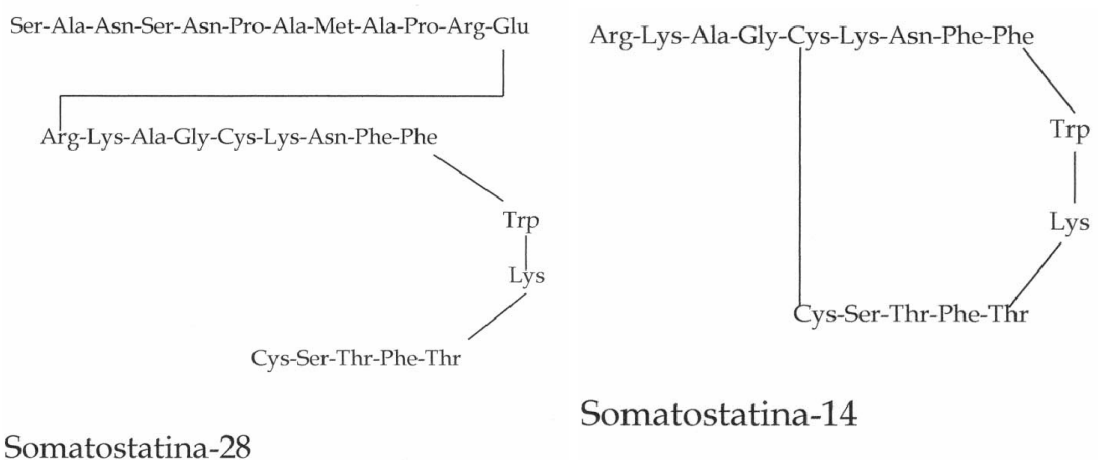 Ser-Ala-Asn-Ser-Asn-Pro-Ala-Met-Ala-Pro-Arg-Glu
Arg-Lys-Ala-Gly-Cys-Lys-Asn-Phe-Phe
Trp
Lys
Cys-Ser-Thr-Phe-Thr
Somatostatina-28
Arg-Lys-Ala-Gly-Cys-Lys-Asn-Phe-Phe
Trp
Lys
Cys-Ser-Thr-Phe-Thr
Somatostatina-14